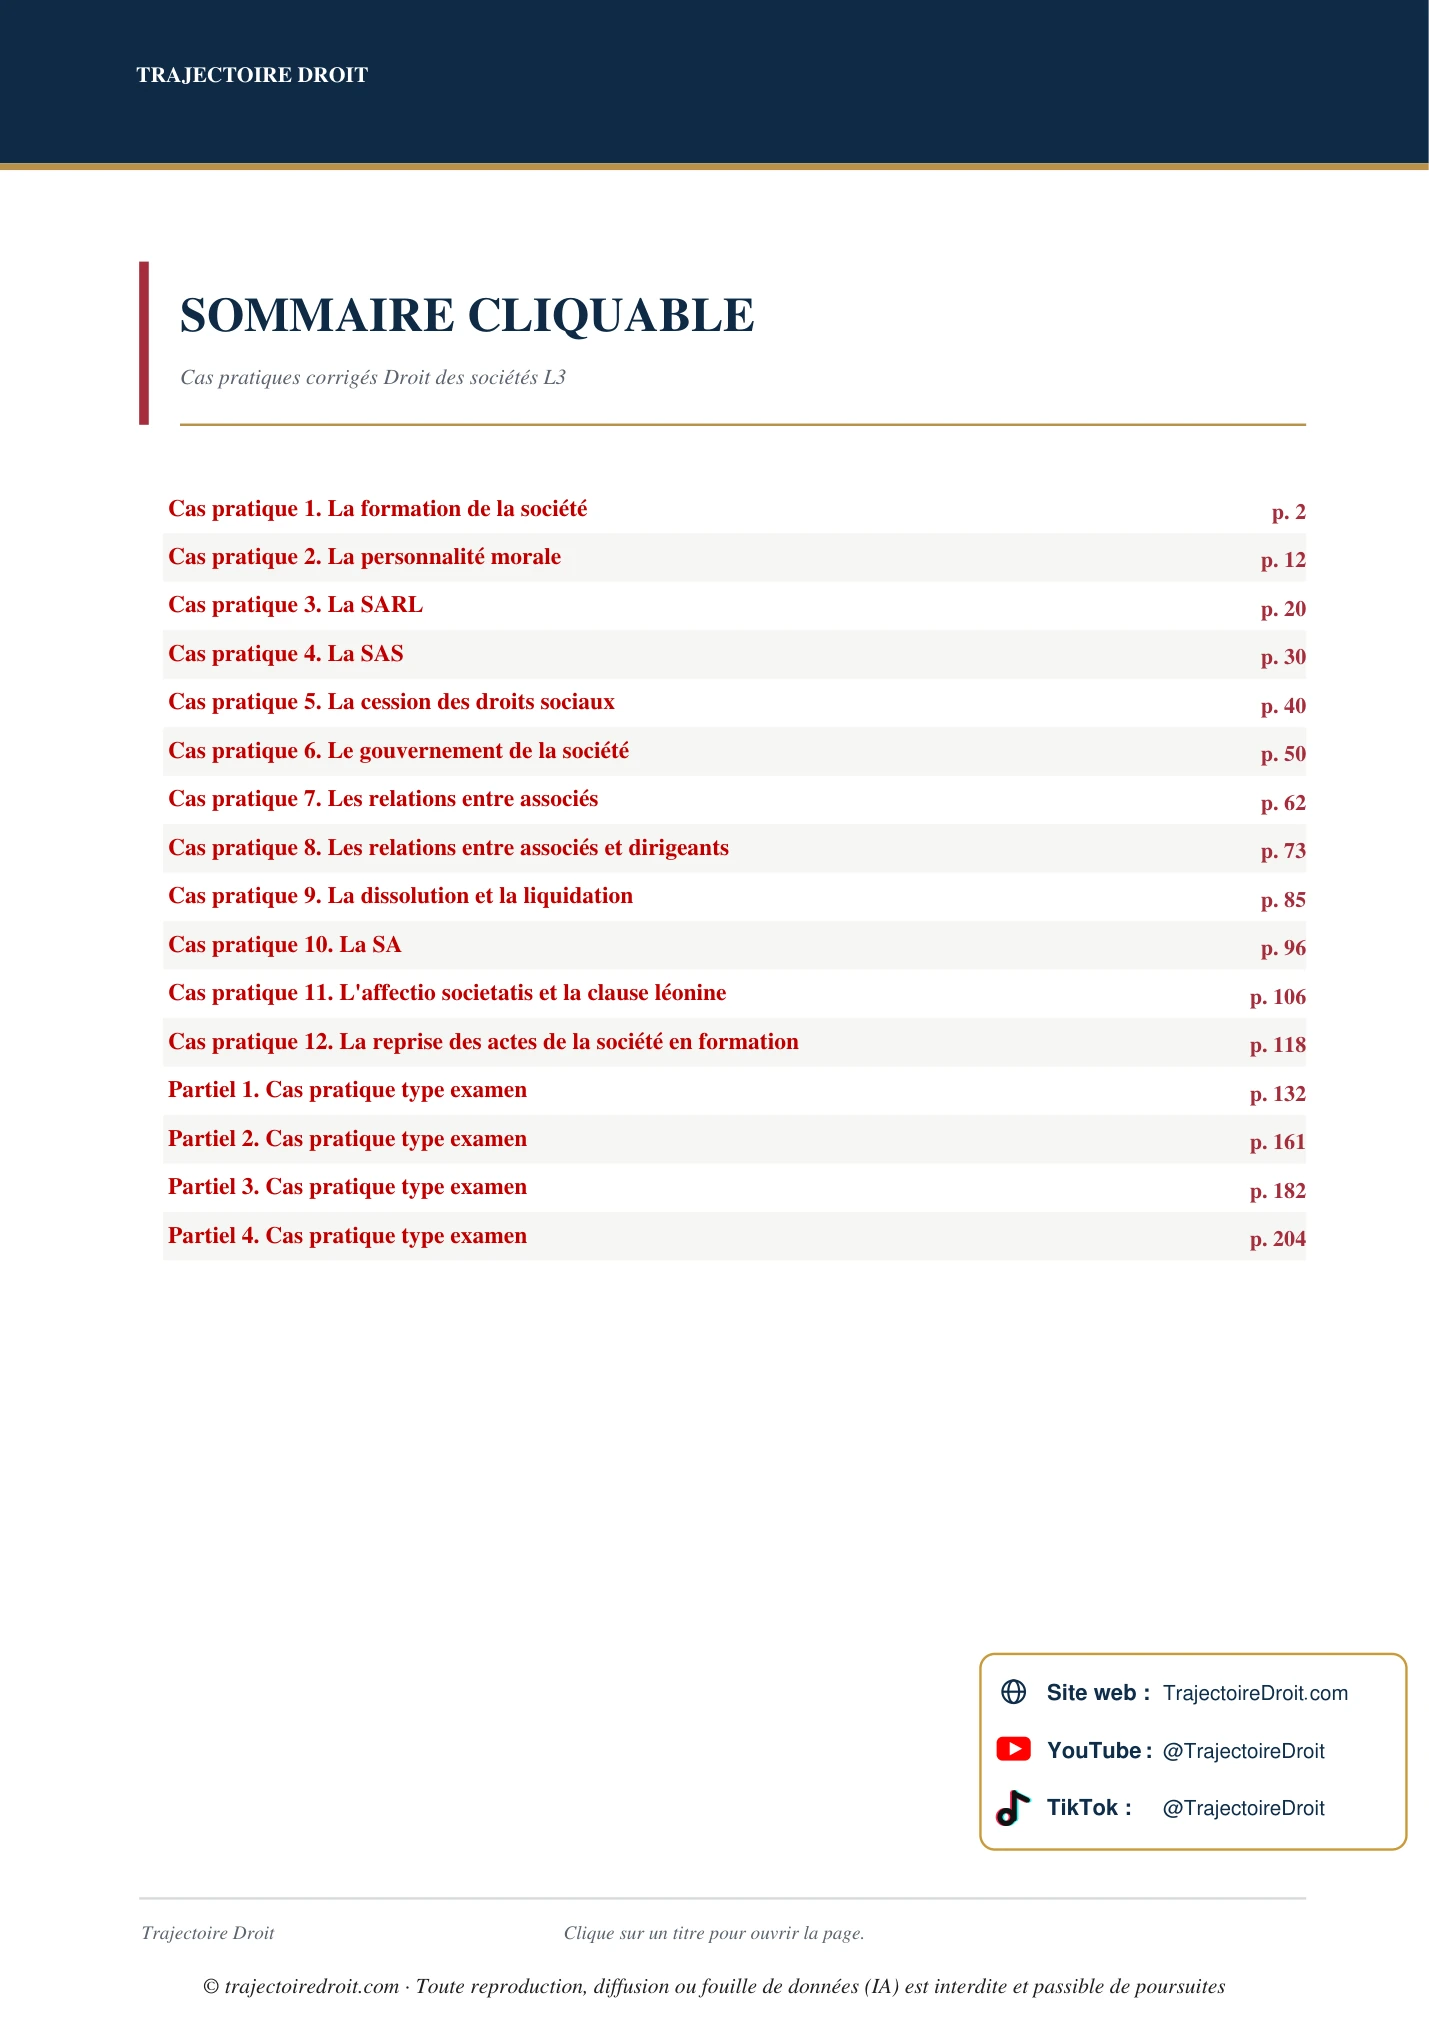 TRAJECTOIRE DROIT
SOMMAIRE CLIQUABLE
Cas pratiques corrigés Droit des sociétés L3
Cas pratique 1. La formation de la société p. 2
Cas pratique 2. La personnalité morale p. 12
Cas pratique 3. La SARL p. 20
Cas pratique 4. La SAS p. 30
Cas pratique 5. La cession des droits sociaux p. 40
Cas pratique 6. Le gouvernement de la société p. 50
Cas pratique 7. Les relations entre associés p. 62
Cas pratique 8. Les relations entre associés et dirigeants p. 73
Cas pratique 9. La dissolution et la liquidation p. 85
Cas pratique 10. La SA p. 96
Cas pratique 11. L'affectio societatis et la clause léonine p. 106
Cas pratique 12. La reprise des actes de la société en formation p. 118
Partiel 1. Cas pratique type examen p. 132
Partiel 2. Cas pratique type examen p. 161
Partiel 3. Cas pratique type examen p. 182
Partiel 4. Cas pratique type examen p. 204
Site web : TrajectoireDroit.com
YouTube : @TrajectoireDroit
TikTok : @TrajectoireDroit
Trajectoire Droit Clique sur un titre pour ouvrir la page.
© trajectoiredroit.com · Toute reproduction, diffusion ou fouille de données (IA) est interdite et passible de poursuites